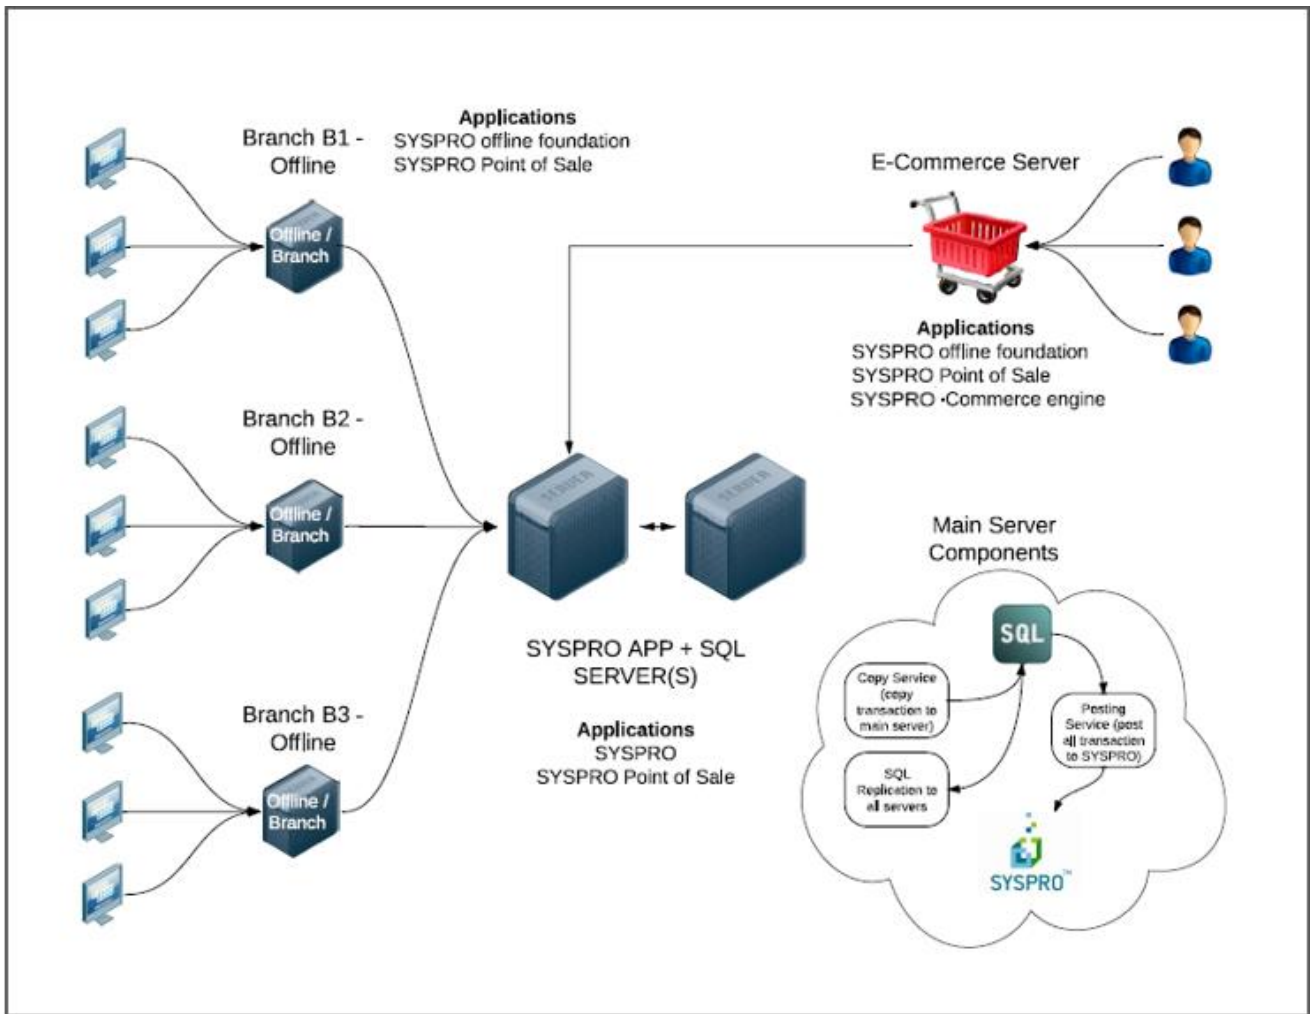 Applications
SYSPRO offline foundation
SYSPRO Point of Sale
Branch B1 -
Offline
Offline /
Branch
Branch B2 -
Offline
Offline /
Branch
Branch B3 -
Offline
Offline /
Branch
E-Commerce Server
Applications
SYSPRO offline foundation
SYSPRO Point of Sale
SYSPRO •Commerce engine
SERVER
SERVER
SYSPRO APP + SQL
SERVER(S)
Applications
SYSPRO
SYSPRO Point of Sale
Main Server
Components
SQL
Copy Service
(copy
transaction to
main server)
SQL
Replication to
all servers
Posting
Service (post
all transaction
to SYSPRO)
SYSPRO™